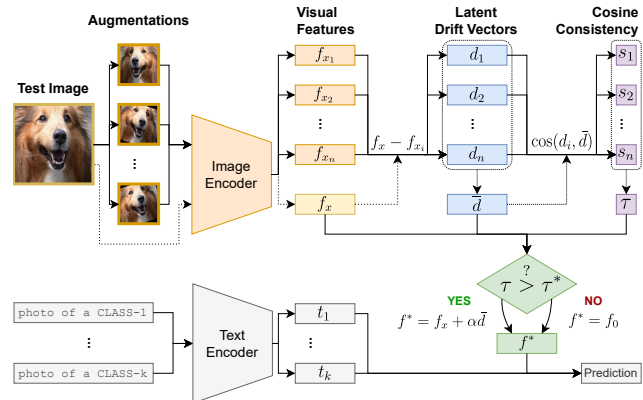 Augmentations
Visual
Features
Latent
Drift Vectors
Cosine
Consistency
Test Image
f_{x_1}
d_1
s_1
f_{x_2}
d_2
s_2
⋮
⋮
⋮
f_x − f_{x_i}
cos(d_i, d̄)
⋯
f_{x_n}
d_n
s_n
Image
Encoder
f_x
d̄
τ
?
τ > τ*
YES
NO
f* = f_x + αd̄
f* = f_0
f*
photo of a CLASS-1
t_1
⋯
Text
Encoder
⋯
photo of a CLASS-k
t_k
Prediction